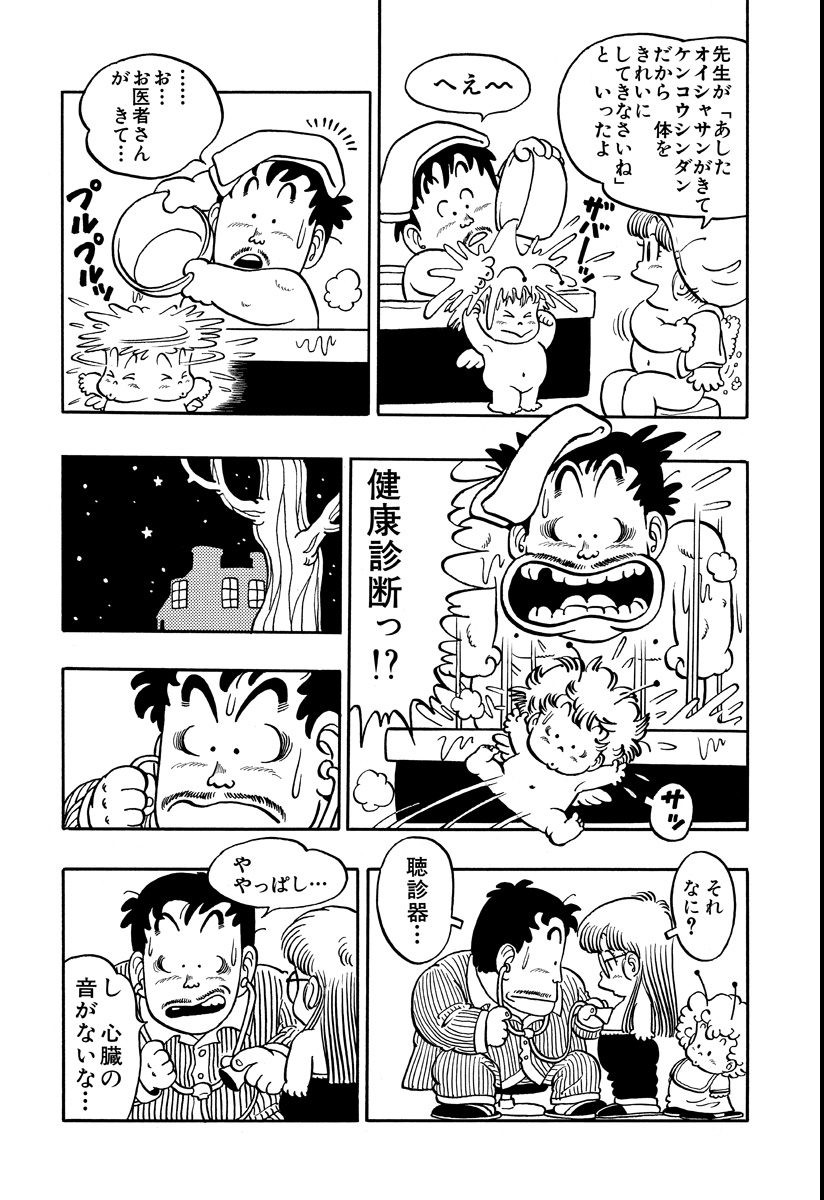 先生が「あした
オイシャサンがきて
ケンコウシンダン
だから 体を
きれいに
してきなさいね」
と いったよ
へえ〜
ザバーッ
……
お…
お医者さん
が きて…
プルプルプルッ
健康診断っ!?
サッ
それ
なに?
聴診器…
や
やっぱし…
し 心臓の
音がないな…